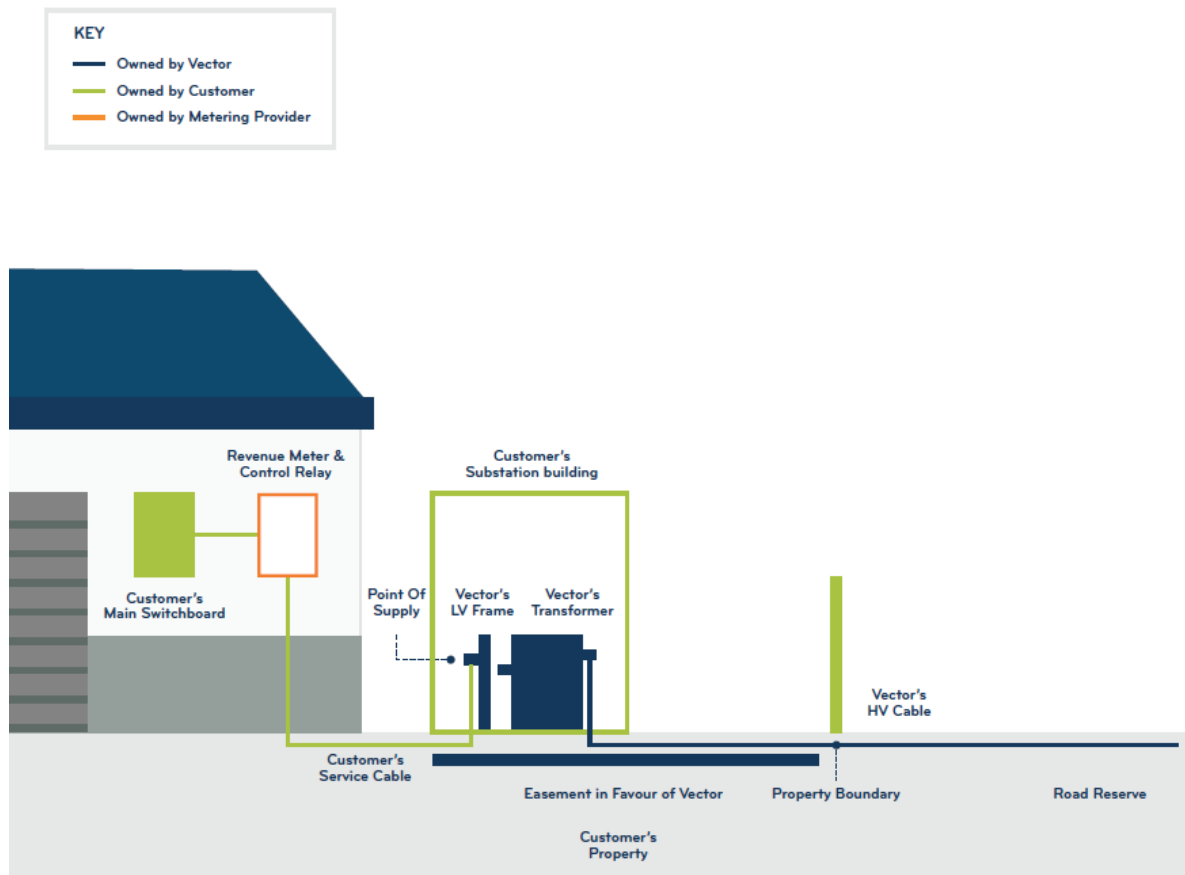 KEY
Owned by Vector
Owned by Customer
Owned by Metering Provider
Revenue Meter &
Control Relay
Customer's
Substation building
Customer's
Main Switchboard
Point Of
Supply
Vector's
LV Frame
Vector's
Transformer
Vector's
HV Cable
Customer's
Service Cable
Easement in Favour of Vector
Property Boundary
Road Reserve
Customer's
Property